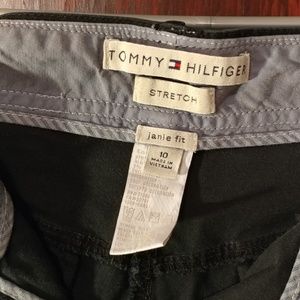 TOMMY HILFIGER
STRETCH
janie fit
10
MADE IN
VIETNAM